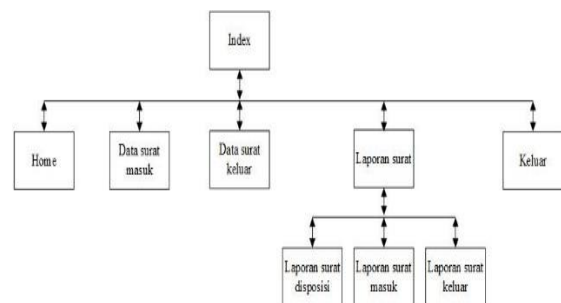 Index
Home
Data surat
masuk
Data surat
keluar
Laporan surat
Keluar
Laporan surat
disposisi
Laporan surat
masuk
Laporan surat
keluar